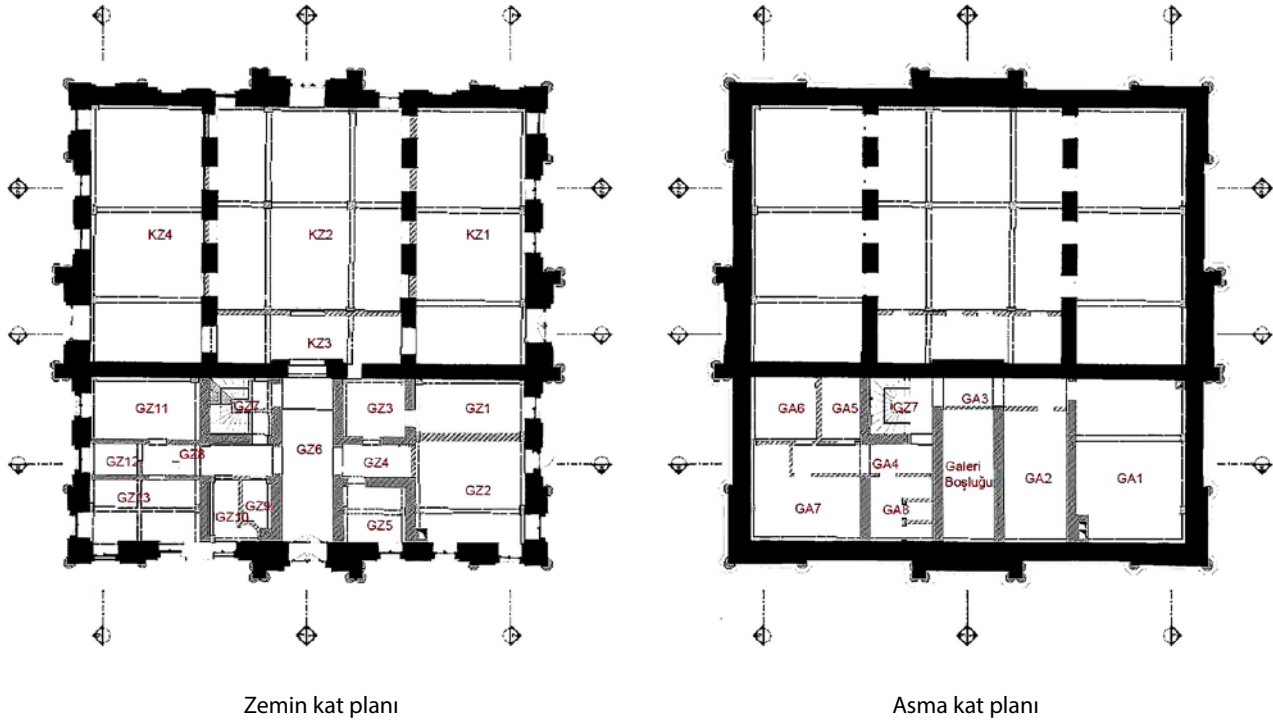 KZ4
KZ2
KZ1
KZ3
GZ11
GZ7
GZ3
GZ1
GZ6
GZ8
GZ12
GZ4
GZ13
GZ2
GZ9
GZ10
GZ5
GA6
GA5
GZ7
GA3
GA4
Galeri
Boşluğu
GA2
GA1
GA7
GA8
Zemin kat planı
Asma kat planı